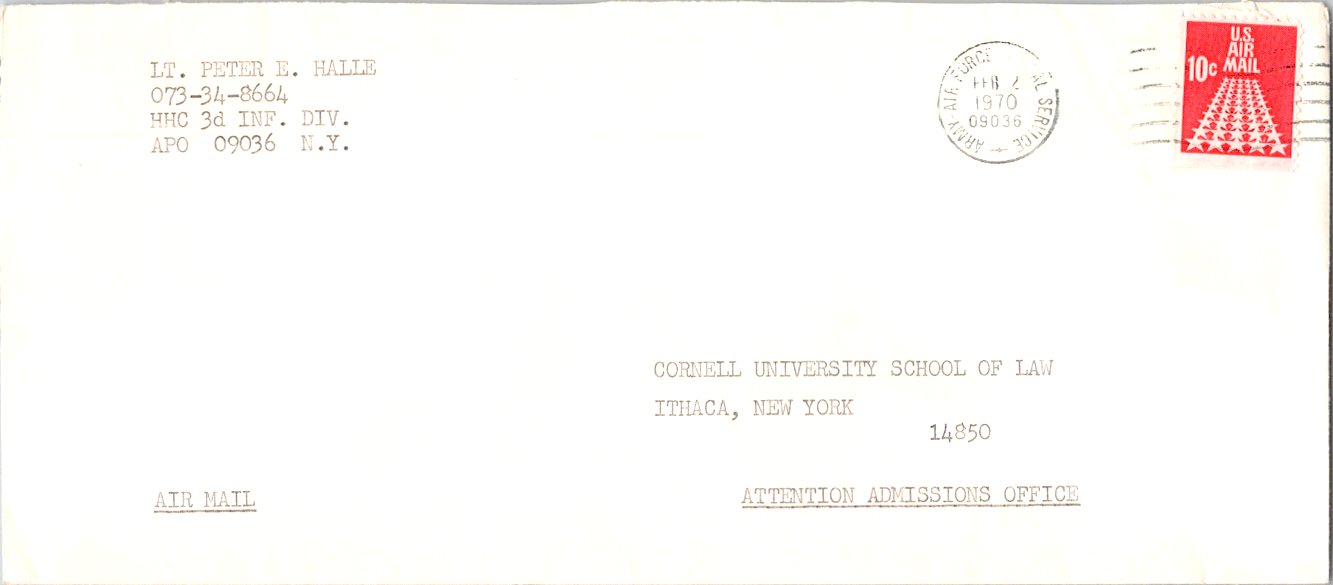 LT. PETER E. HALLE
073-34-8664
HHC 3d INF. DIV.
APO 09036 N.Y.
ARMY-AIR FORCE SERVICE
FEB 2
1970
09036
U.S.
AIR
10c MAIL
CORNELL UNIVERSITY SCHOOL OF LAW
ITHACA, NEW YORK
14850
AIR MAIL
ATTENTION ADMISSIONS OFFICE